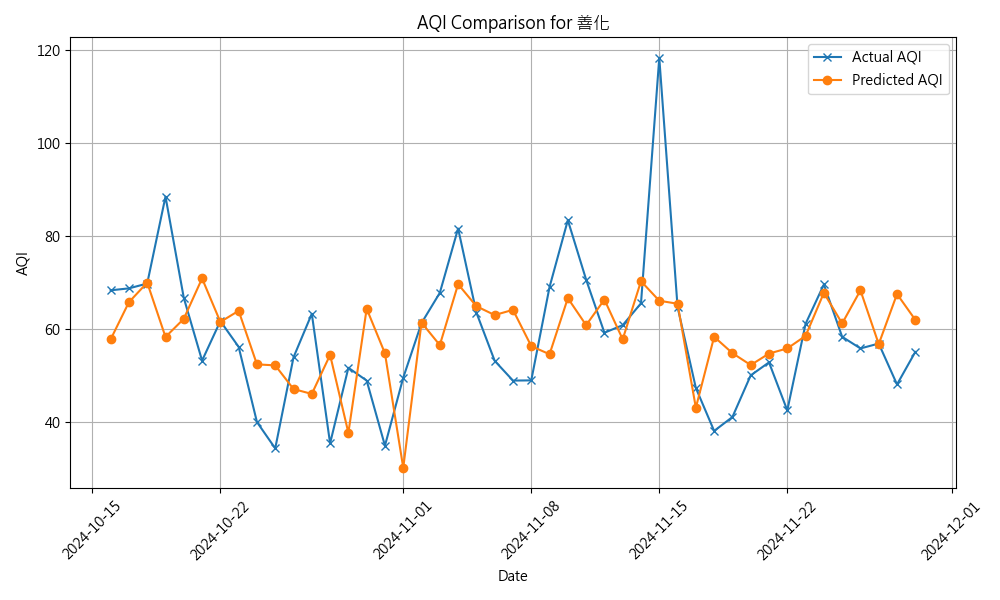 AQI Comparison for 善化
Actual AQI
Predicted AQI
AQI
120
100
80
60
40
2024-10-15
2024-10-22
2024-11-01
2024-11-08
2024-11-15
2024-11-22
2024-12-01
Date